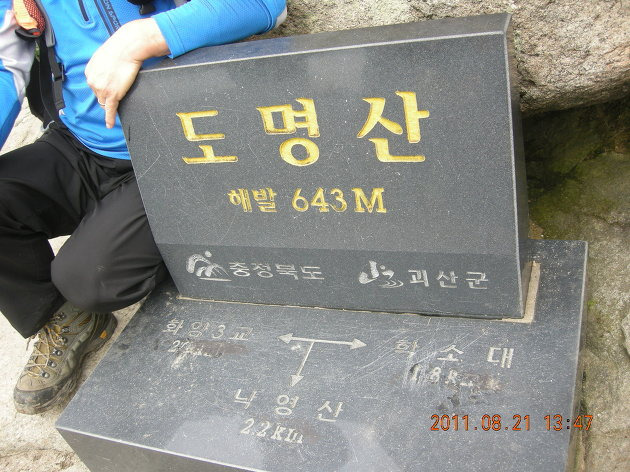 도명산
해발 643M
충청북도 괴산군
화양3교 학소대
낙영산
2.2KM
2011.08.21 13:47